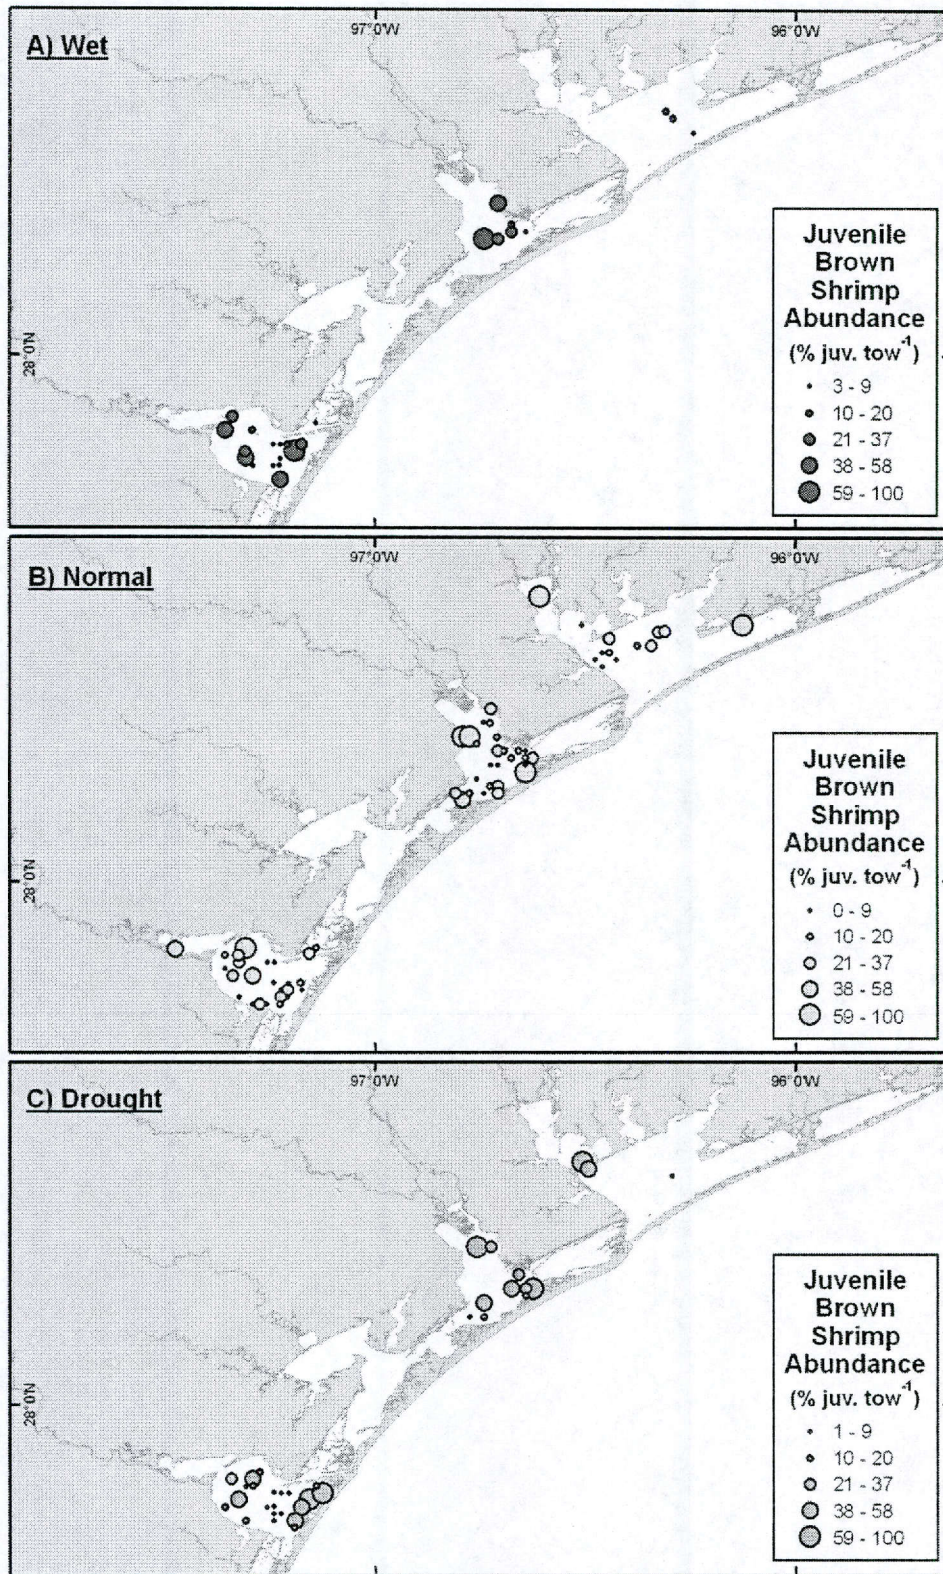 97°0'W
96°0'W
A) Wet
28°0'N
Juvenile
Brown
Shrimp
Abundance
(% juv. tow-1)
3 - 9
10 - 20
21 - 37
38 - 58
59 - 100
97°0'W
96°0'W
B) Normal
28°0'N
Juvenile
Brown
Shrimp
Abundance
(% juv. tow-1)
0 - 9
10 - 20
21 - 37
38 - 58
59 - 100
97°0'W
96°0'W
C) Drought
28°0'N
Juvenile
Brown
Shrimp
Abundance
(% juv. tow-1)
1 - 9
10 - 20
21 - 37
38 - 58
59 - 100